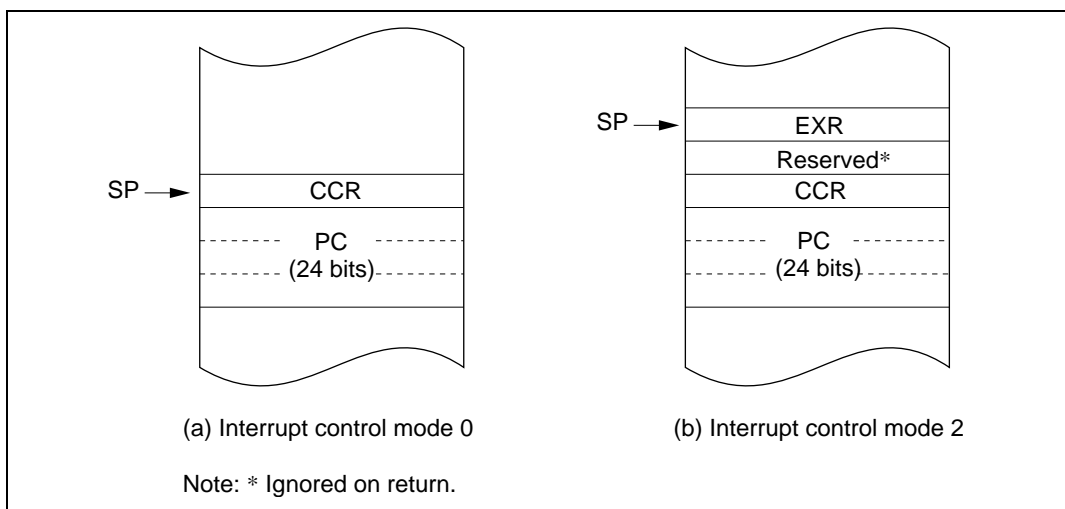 SP
CCR
PC
(24 bits)
(a) Interrupt control mode 0
SP
EXR
Reserved*
CCR
PC
(24 bits)
(b) Interrupt control mode 2
Note: * Ignored on return.